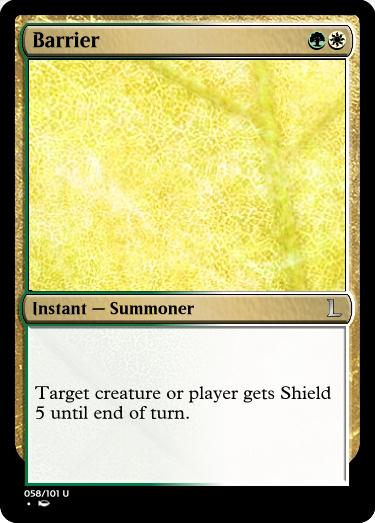 Barrier
Instant — Summoner
L
Target creature or player gets Shield
5 until end of turn.
058/101 U